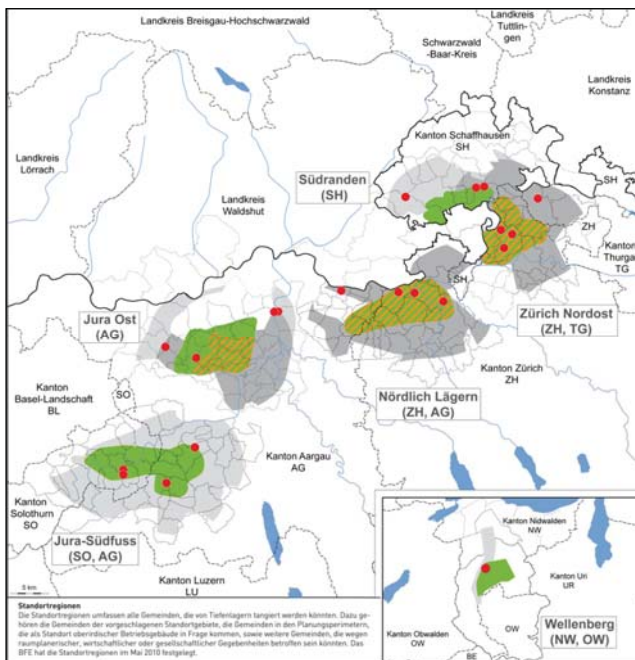 Landkreis Breisgau-Hochschwarzwald
Landkreis
Tuttlin-
gen
Schwarzwald
-Baar-Kreis
Landkreis
Konstanz
Kanton Schaffhausen
SH
Landkreis
Lörrach
Südranden
(SH)
SH
Landkreis
Waldshut
ZH
Kanton
Thurgau
TG
SH
Jura Ost
(AG)
Zürich Nordost
(ZH, TG)
Kanton Zürich
ZH
Kanton
Basel-Landschaft
BL
SO
Nördlich Lägern
(ZH, AG)
Kanton Aargau
AG
Kanton
Solothurn
SO
Jura-Südfuss
(SO, AG)
Kanton Nidwalden
NW
Kanton Luzern
LU
Kanton Uri
UR
5 km
Wellenberg
(NW, OW)
Kanton Obwalden
OW
OW
BE
Standortregionen
Die Standortregionen umfassen alle Gemeinden, die von Tiefenlagern tangiert werden könnten. Dazu ge-
hören die Gemeinden der vorgeschlagenen Standortgebiete, die Gemeinden in den Planungsperimetern,
die als Standort oberirdischer Betriebsgebäude in Frage kommen, sowie weitere Gemeinden, die wegen
raumplanerischer, wirtschaftlicher oder gesellschaftlicher Gegebenheiten betroffen sein könnten. Das
BFE hat die Standortregionen im Mai 2010 festgelegt.